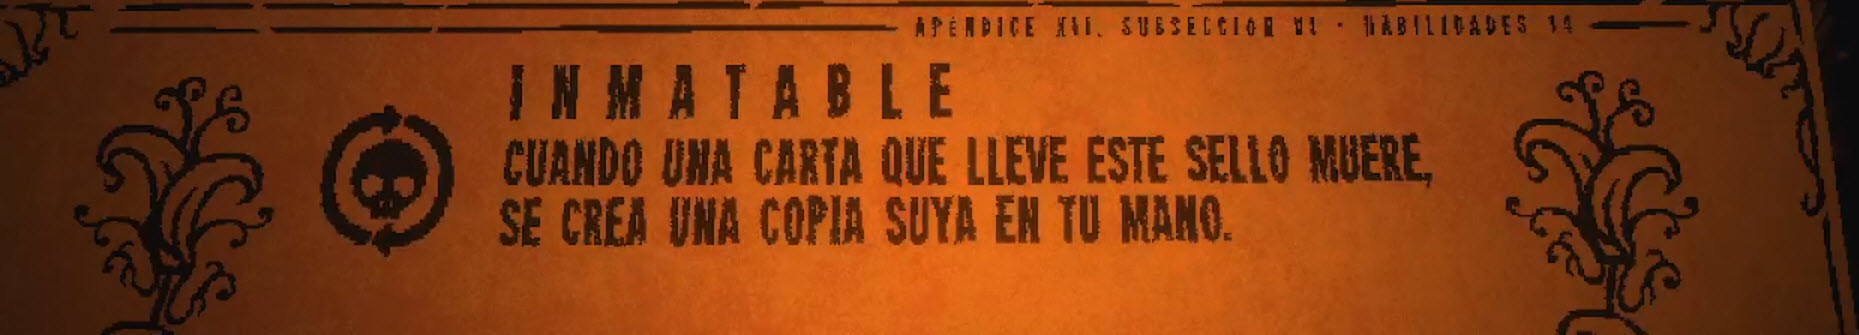 APÉNDICE XII, SUBSECCIÓN VI - HABILIDADES 14
INMATABLE
CUANDO UNA CARTA QUE LLEVE ESTE SELLO MUERE,
SE CREA UNA COPIA SUYA EN TU MANO.